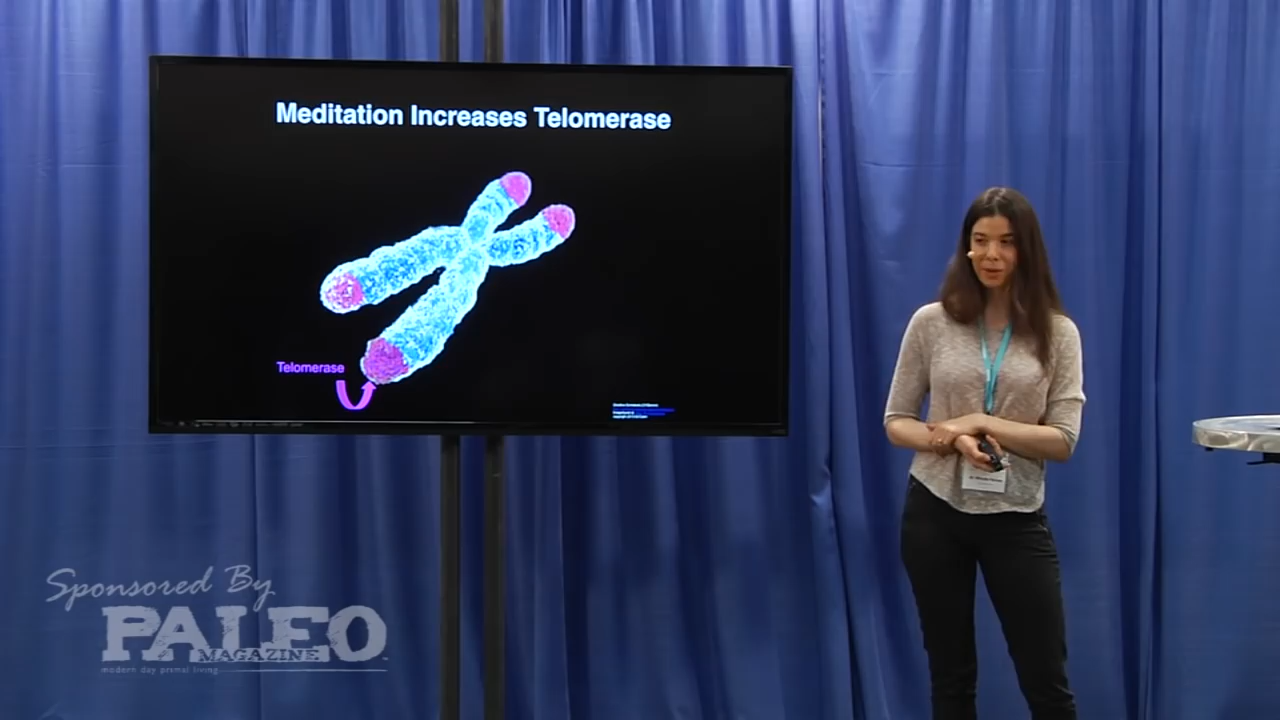 Meditation Increases Telomerase
Telomerase
Sponsored By
PALEO
MAGAZINE
modern day primal living